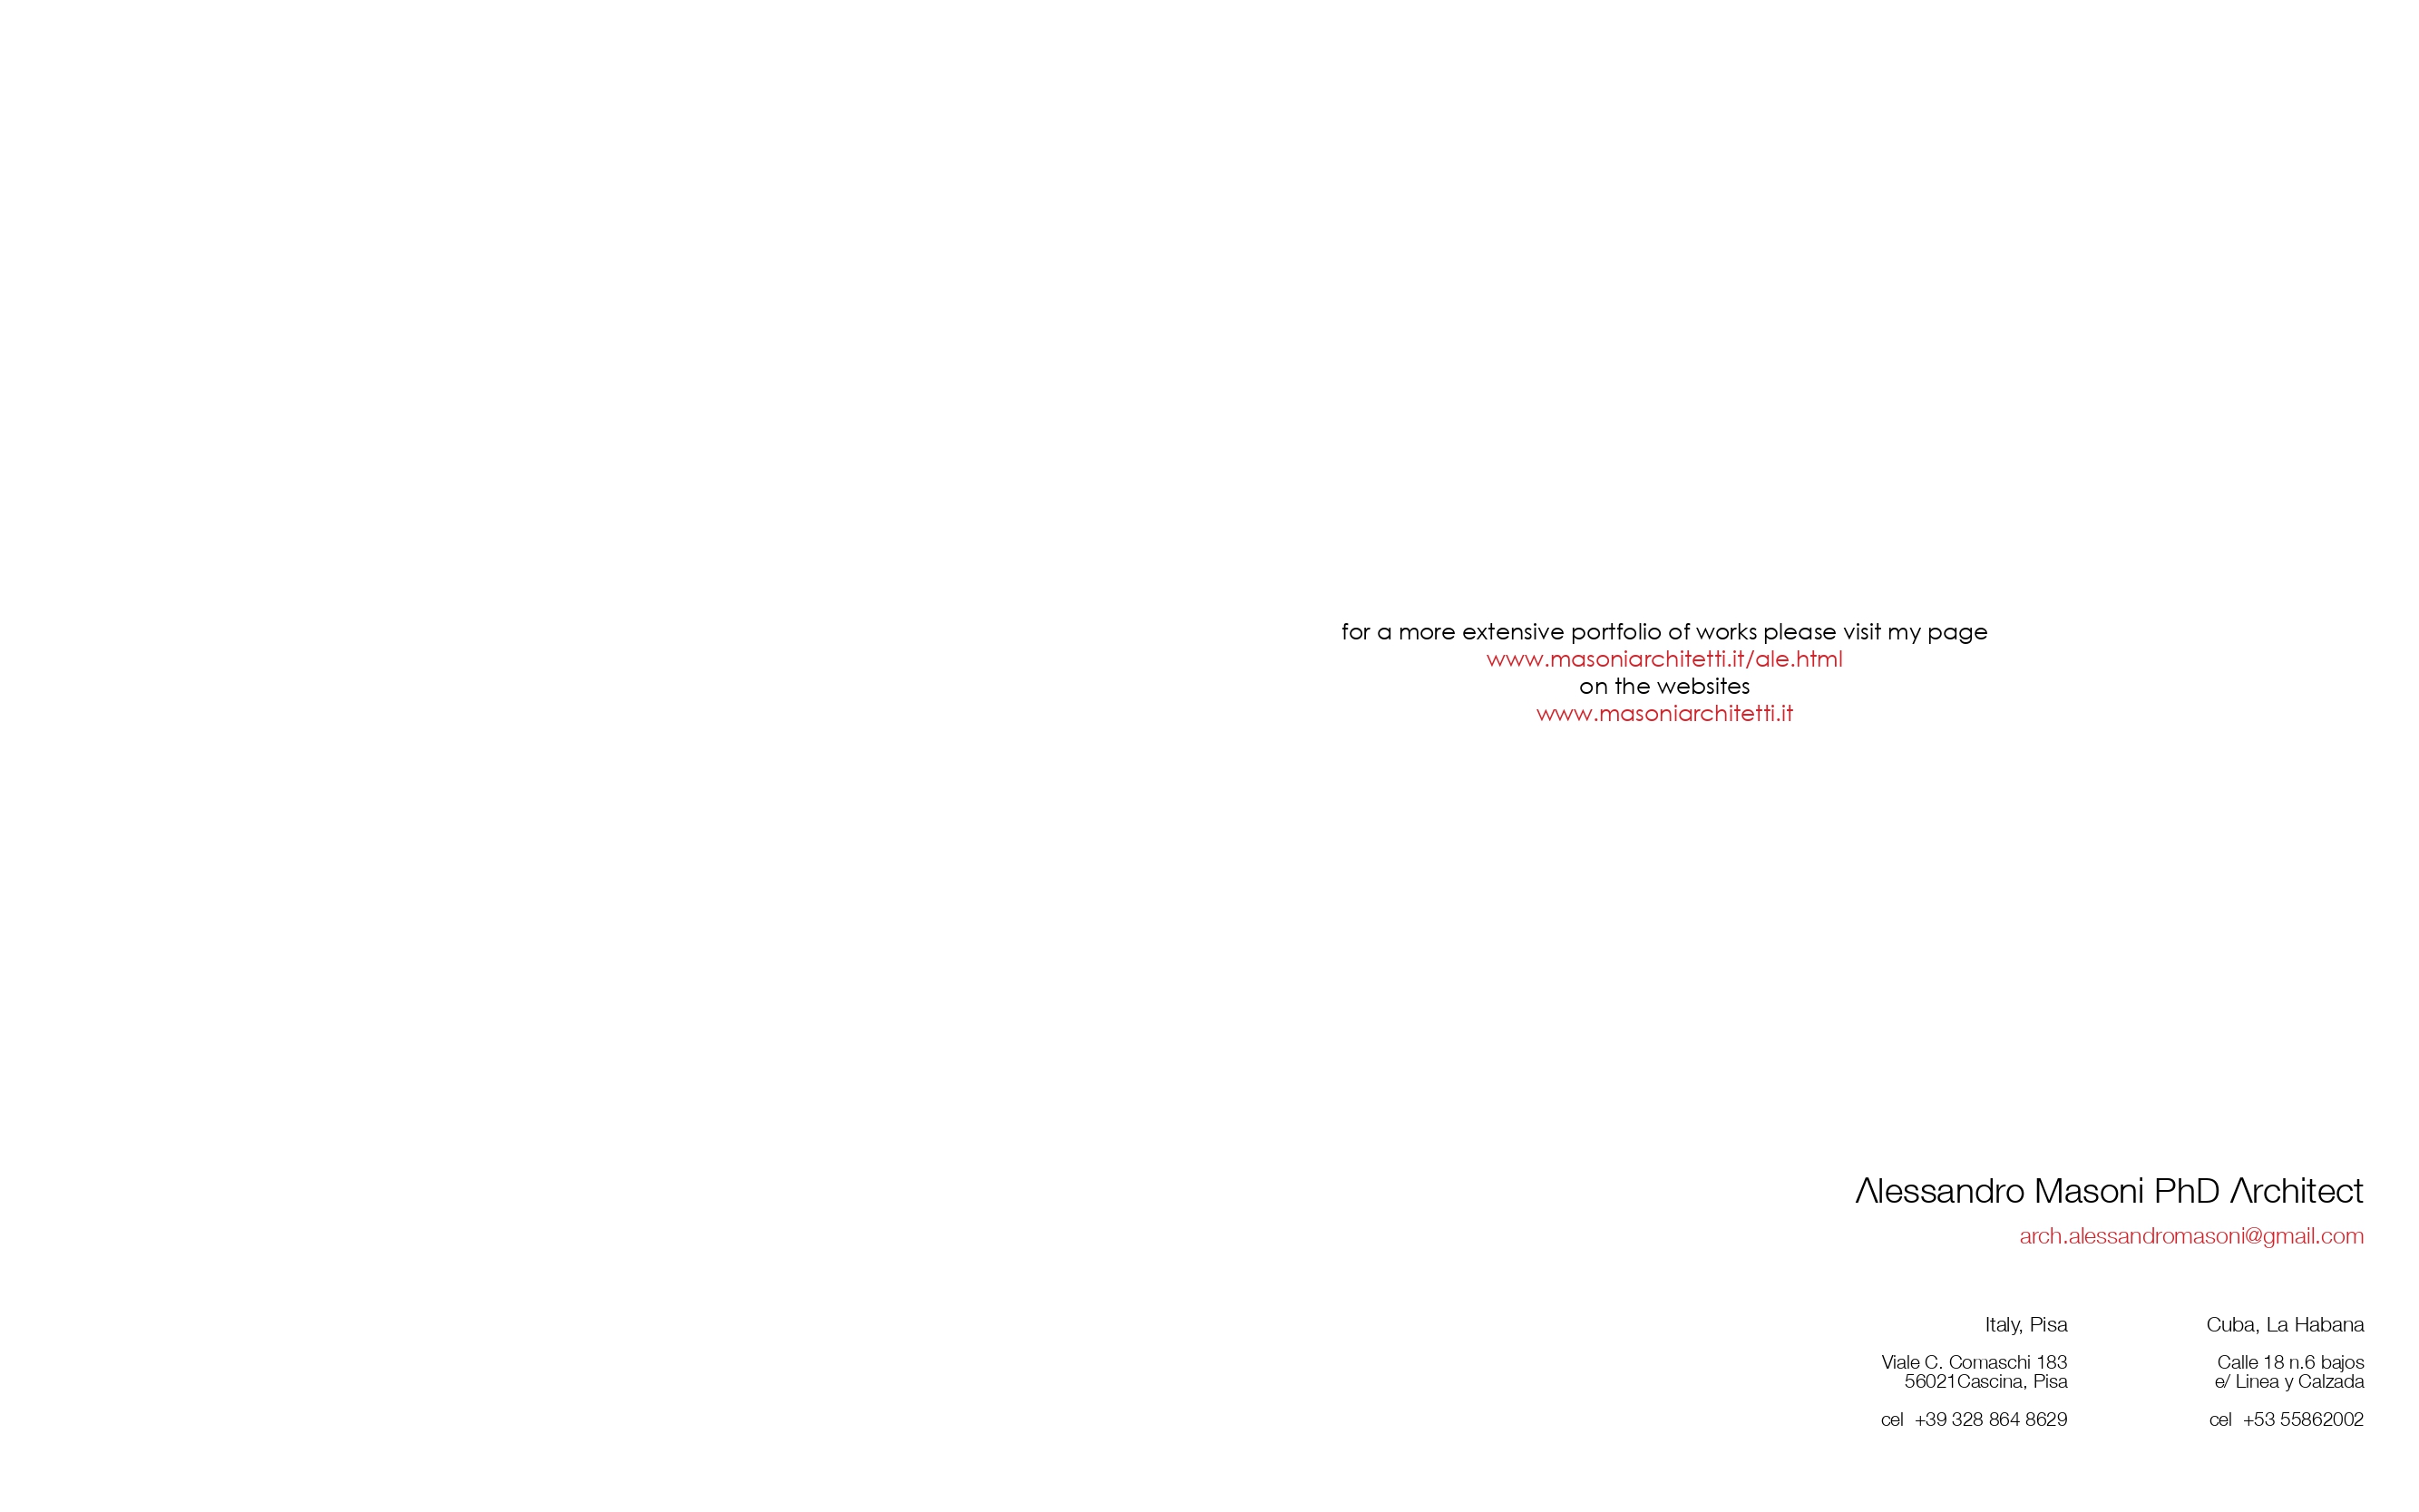 for a more extensive portfolio of works please visit my page
www.masoniarchitetti.it/ale.html
on the websites
www.masoniarchitetti.it
Alessandro Masoni PhD Architect
arch.alessandromasoni@gmail.com
Italy, Pisa
Viale C. Comaschi 183
56021Cascina, Pisa
cel +39 328 864 8629
Cuba, La Habana
Calle 18 n.6 bajos
e/ Linea y Calzada
cel +53 55862002